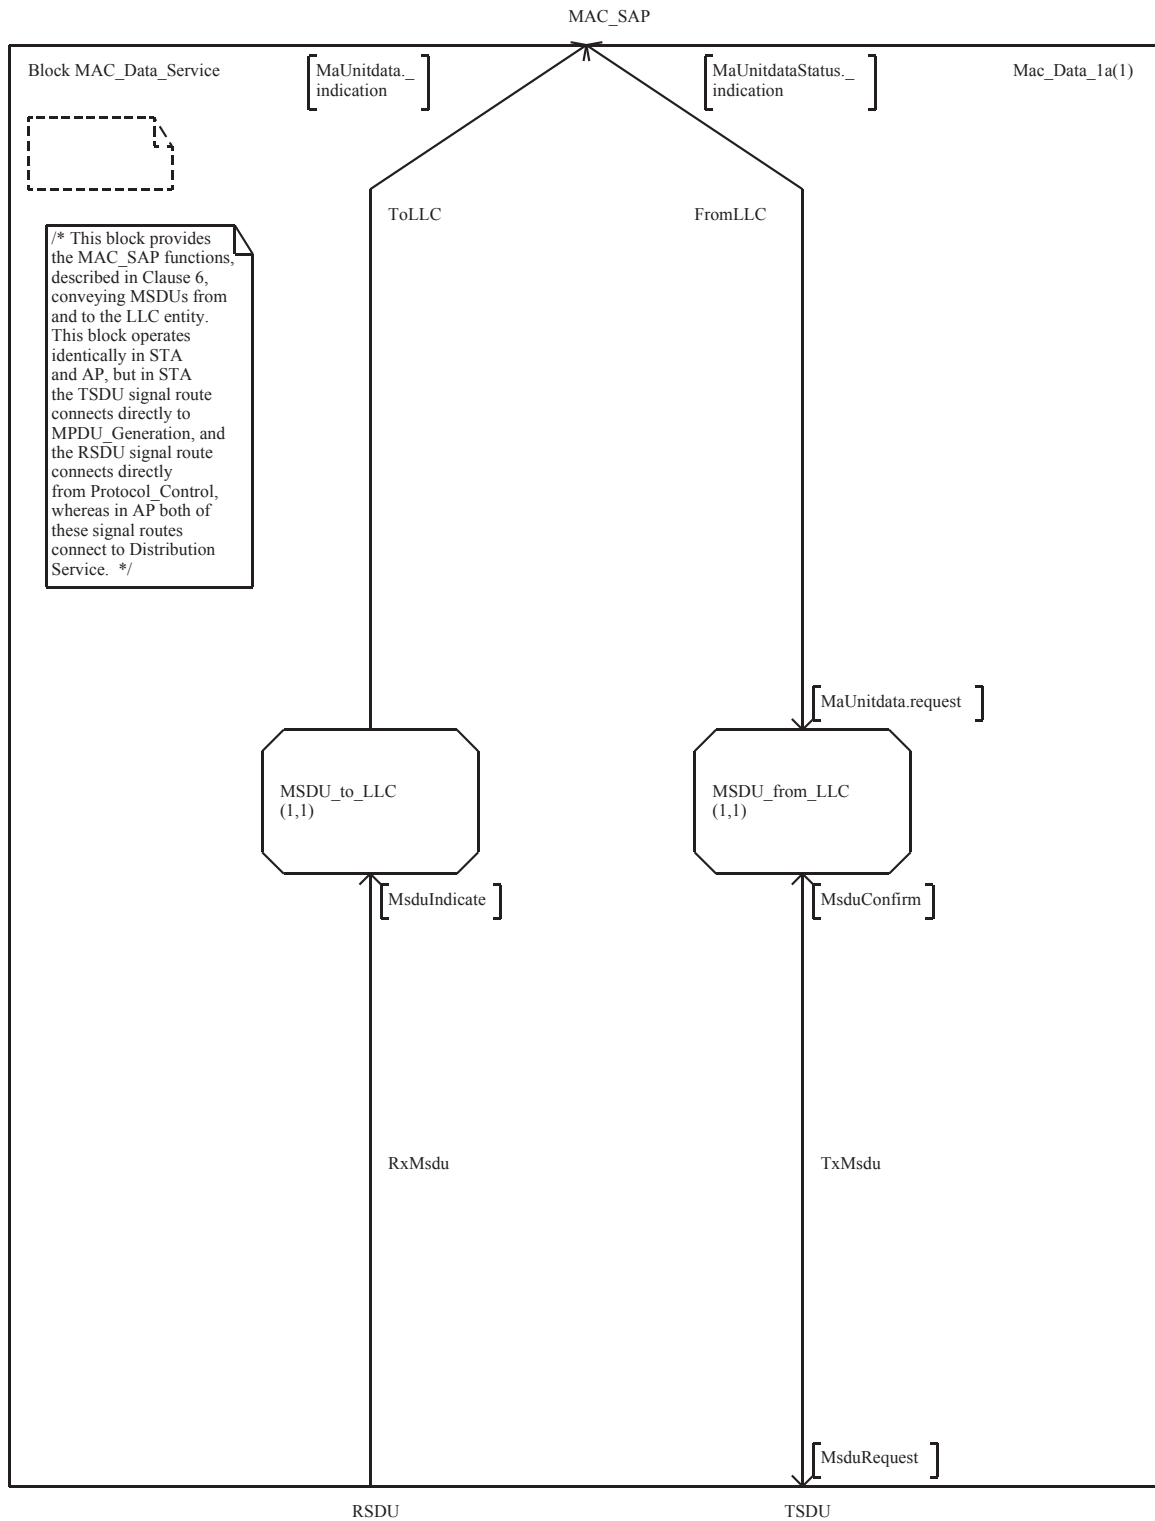 MAC_SAP
Block MAC_Data_Service
MaUnitdata._
indication
MaUnitdataStatus._
indication
Mac_Data_1a(1)
ToLLC
FromLLC
/* This block provides
the MAC_SAP functions,
described in Clause 6,
conveying MSDUs from
and to the LLC entity.
This block operates
identically in STA
and AP, but in STA
the TSDU signal route
connects directly to
MPDU_Generation, and
the RSDU signal route
connects directly
from Protocol_Control,
whereas in AP both of
these signal routes
connect to Distribution
Service. */
MaUnitdata.request
MSDU_to_LLC
(1,1)
MSDU_from_LLC
(1,1)
MsduIndicate
MsduConfirm
RxMsdu
TxMsdu
MsduRequest
RSDU
TSDU